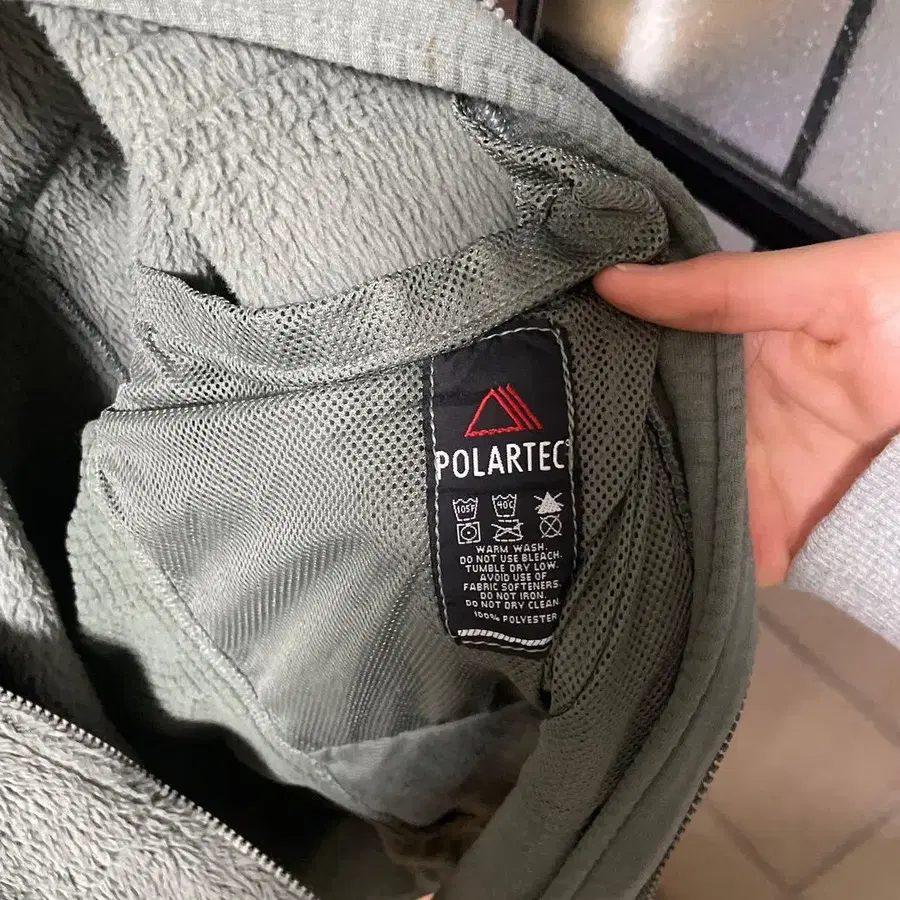 POLARTEC®
105F 40C
WARM WASH.
DO NOT USE BLEACH.
TUMBLE DRY LOW.
AVOID USE OF
FABRIC SOFTENERS.
DO NOT IRON.
DO NOT DRY CLEAN.
100% POLYESTER